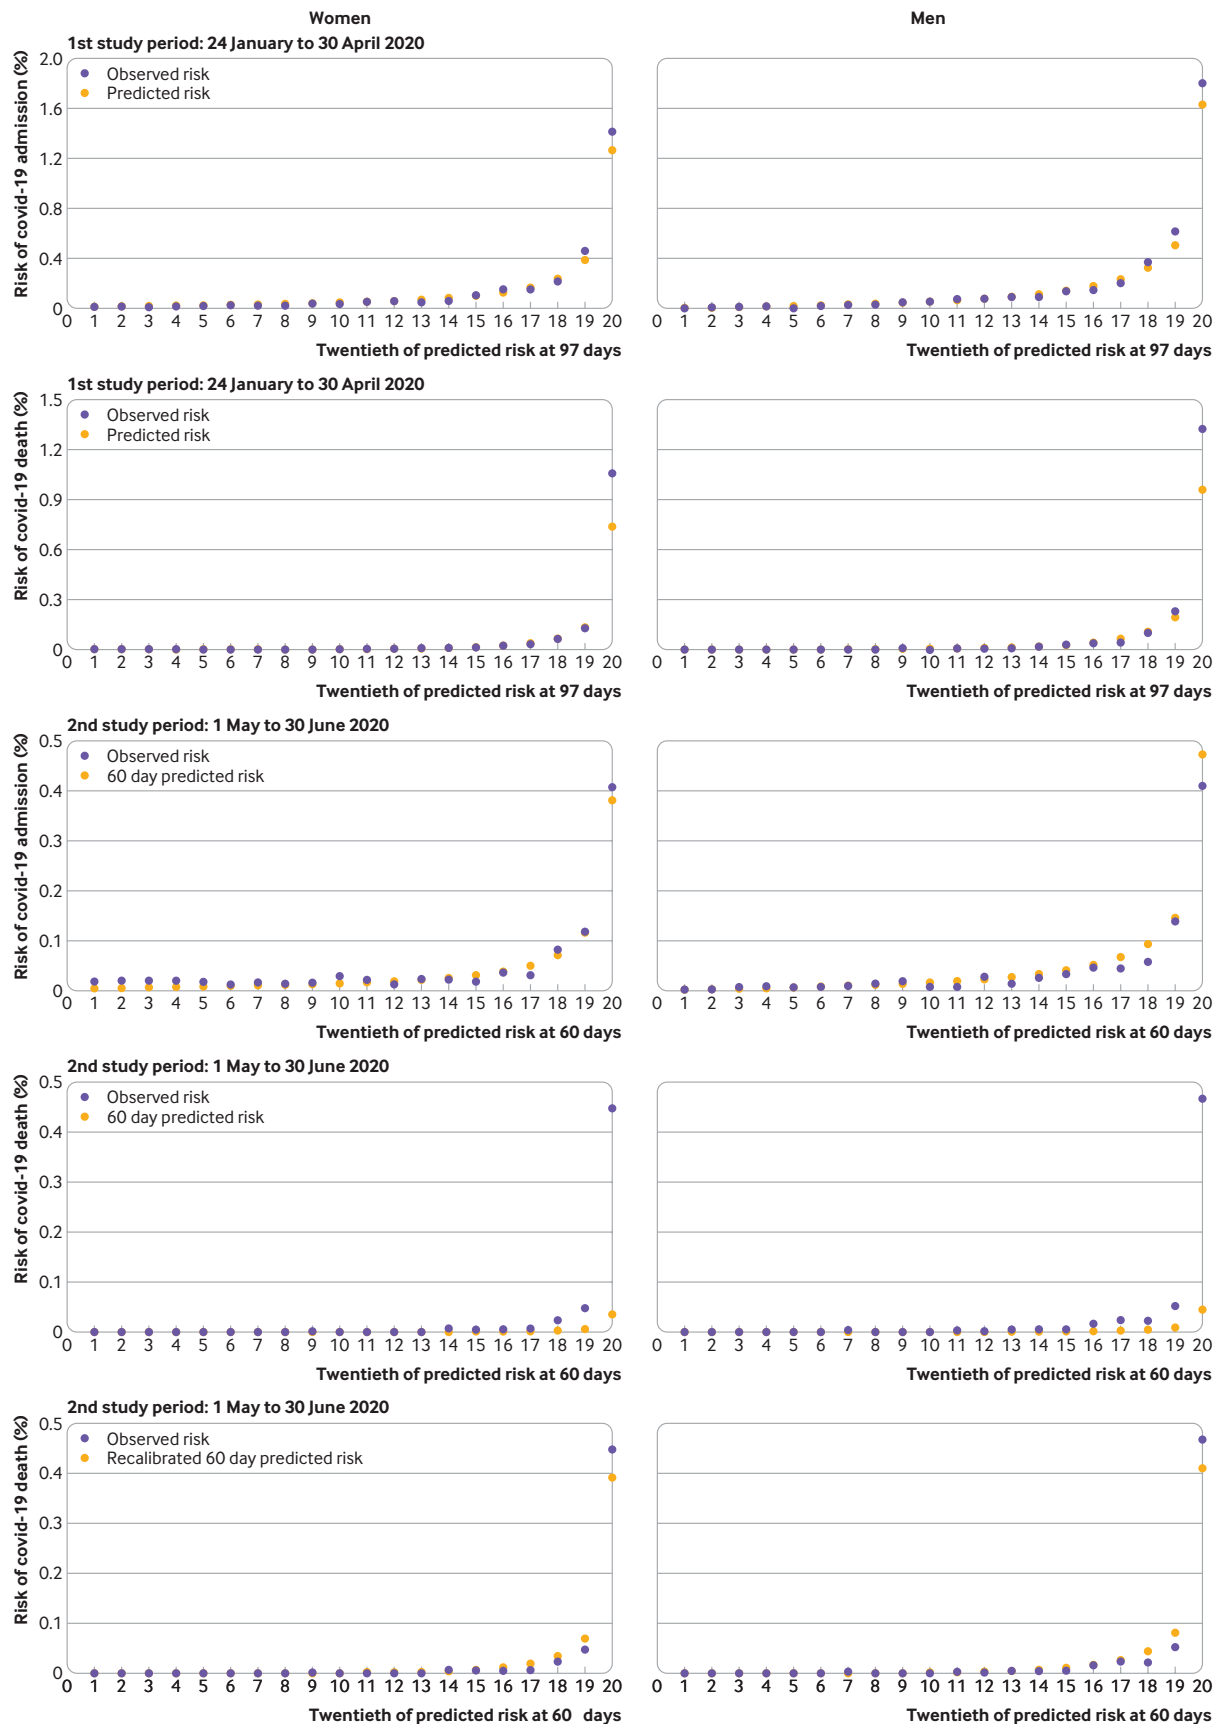 Women
Men
1st study period: 24 January to 30 April 2020
Risk of covid-19 admission (%)
2.0
1.6
1.2
0.8
0.4
0
Observed risk
Predicted risk
0 1 2 3 4 5 6 7 8 9 10 11 12 13 14 15 16 17 18 19 20
0 1 2 3 4 5 6 7 8 9 10 11 12 13 14 15 16 17 18 19 20
Twentieth of predicted risk at 97 days
Twentieth of predicted risk at 97 days
1st study period: 24 January to 30 April 2020
Risk of covid-19 death (%)
1.5
1.2
0.9
0.6
0.3
0
Observed risk
Predicted risk
0 1 2 3 4 5 6 7 8 9 10 11 12 13 14 15 16 17 18 19 20
0 1 2 3 4 5 6 7 8 9 10 11 12 13 14 15 16 17 18 19 20
Twentieth of predicted risk at 97 days
Twentieth of predicted risk at 97 days
2nd study period: 1 May to 30 June 2020
Risk of covid-19 admission (%)
0.5
0.4
0.3
0.2
0.1
0
Observed risk
60 day predicted risk
0 1 2 3 4 5 6 7 8 9 10 11 12 13 14 15 16 17 18 19 20
0 1 2 3 4 5 6 7 8 9 10 11 12 13 14 15 16 17 18 19 20
Twentieth of predicted risk at 60 days
Twentieth of predicted risk at 60 days
2nd study period: 1 May to 30 June 2020
Risk of covid-19 death (%)
0.5
0.4
0.3
0.2
0.1
0
Observed risk
60 day predicted risk
0 1 2 3 4 5 6 7 8 9 10 11 12 13 14 15 16 17 18 19 20
0 1 2 3 4 5 6 7 8 9 10 11 12 13 14 15 16 17 18 19 20
Twentieth of predicted risk at 60 days
Twentieth of predicted risk at 60 days
2nd study period: 1 May to 30 June 2020
Risk of covid-19 death (%)
0.5
0.4
0.3
0.2
0.1
0
Observed risk
Recalibrated 60 day predicted risk
0 1 2 3 4 5 6 7 8 9 10 11 12 13 14 15 16 17 18 19 20
0 1 2 3 4 5 6 7 8 9 10 11 12 13 14 15 16 17 18 19 20
Twentieth of predicted risk at 60 days
Twentieth of predicted risk at 60 days